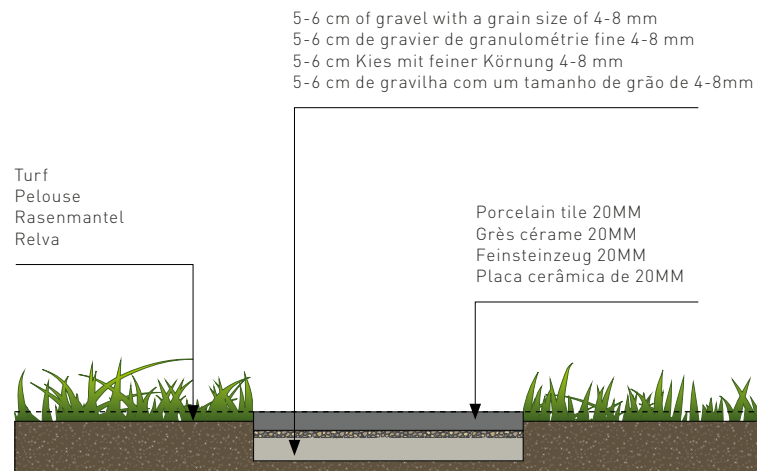 5-6 cm of gravel with a grain size of 4-8 mm
5-6 cm de gravier de granulométrie fine 4-8 mm
5-6 cm Kies mit feiner Körnung 4-8 mm
5-6 cm de gravilha com um tamanho de grão de 4-8mm
Turf
Pelouse
Rasenmantel
Relva
Porcelain tile 20MM
Grès cérame 20MM
Feinsteinzeug 20MM
Placa cerâmica de 20MM